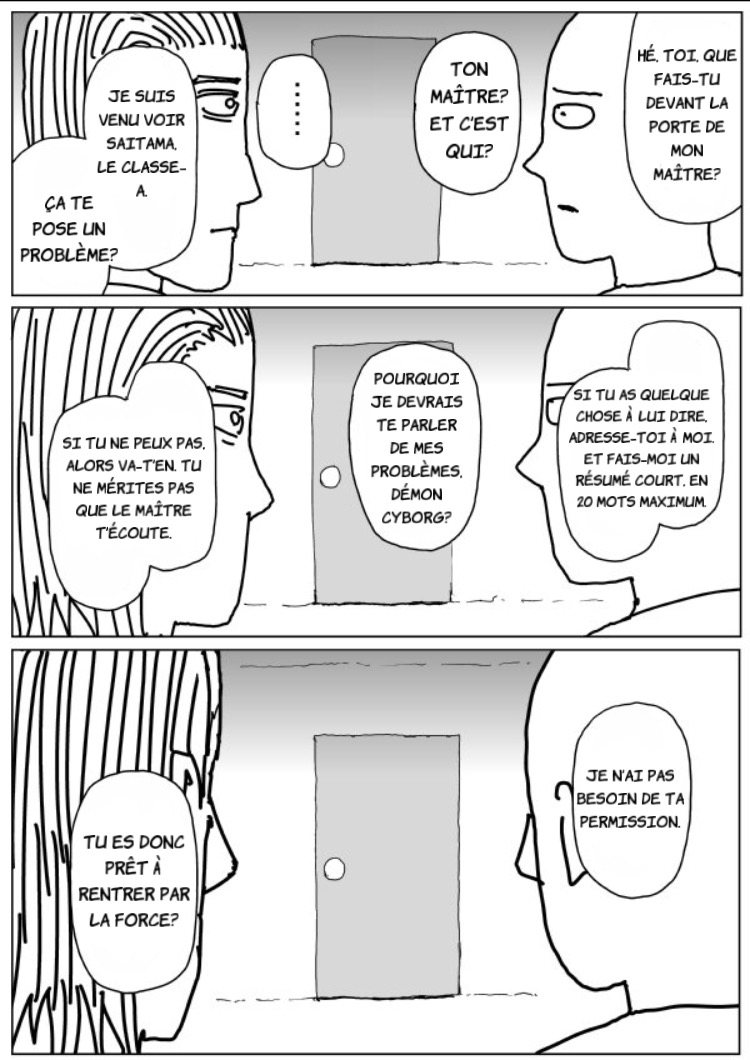 HÉ, TOI, QUE
FAIS-TU
DEVANT LA
PORTE DE
MON
MAÎTRE?
TON
MAÎTRE?
ET C'EST
QUI?
......
JE SUIS
VENU VOIR
SAITAMA,
LE CLASSE-
A.
ÇA TE
POSE UN
PROBLÈME?
SI TU AS QUELQUE
CHOSE À LUI DIRE,
ADRESSE-TOI À MOI.
ET FAIS-MOI UN
RÉSUMÉ COURT, EN
20 MOTS MAXIMUM.
POURQUOI
JE DEVRAIS
TE PARLER
DE MES
PROBLÈMES,
DÉMON
CYBORG?
SI TU NE PEUX PAS,
ALORS VA-T'EN. TU
NE MÉRITES PAS
QUE LE MAÎTRE
T'ÉCOUTE.
JE N'AI PAS
BESOIN DE TA
PERMISSION.
TU ES DONC
PRÊT À
RENTRER PAR
LA FORCE?